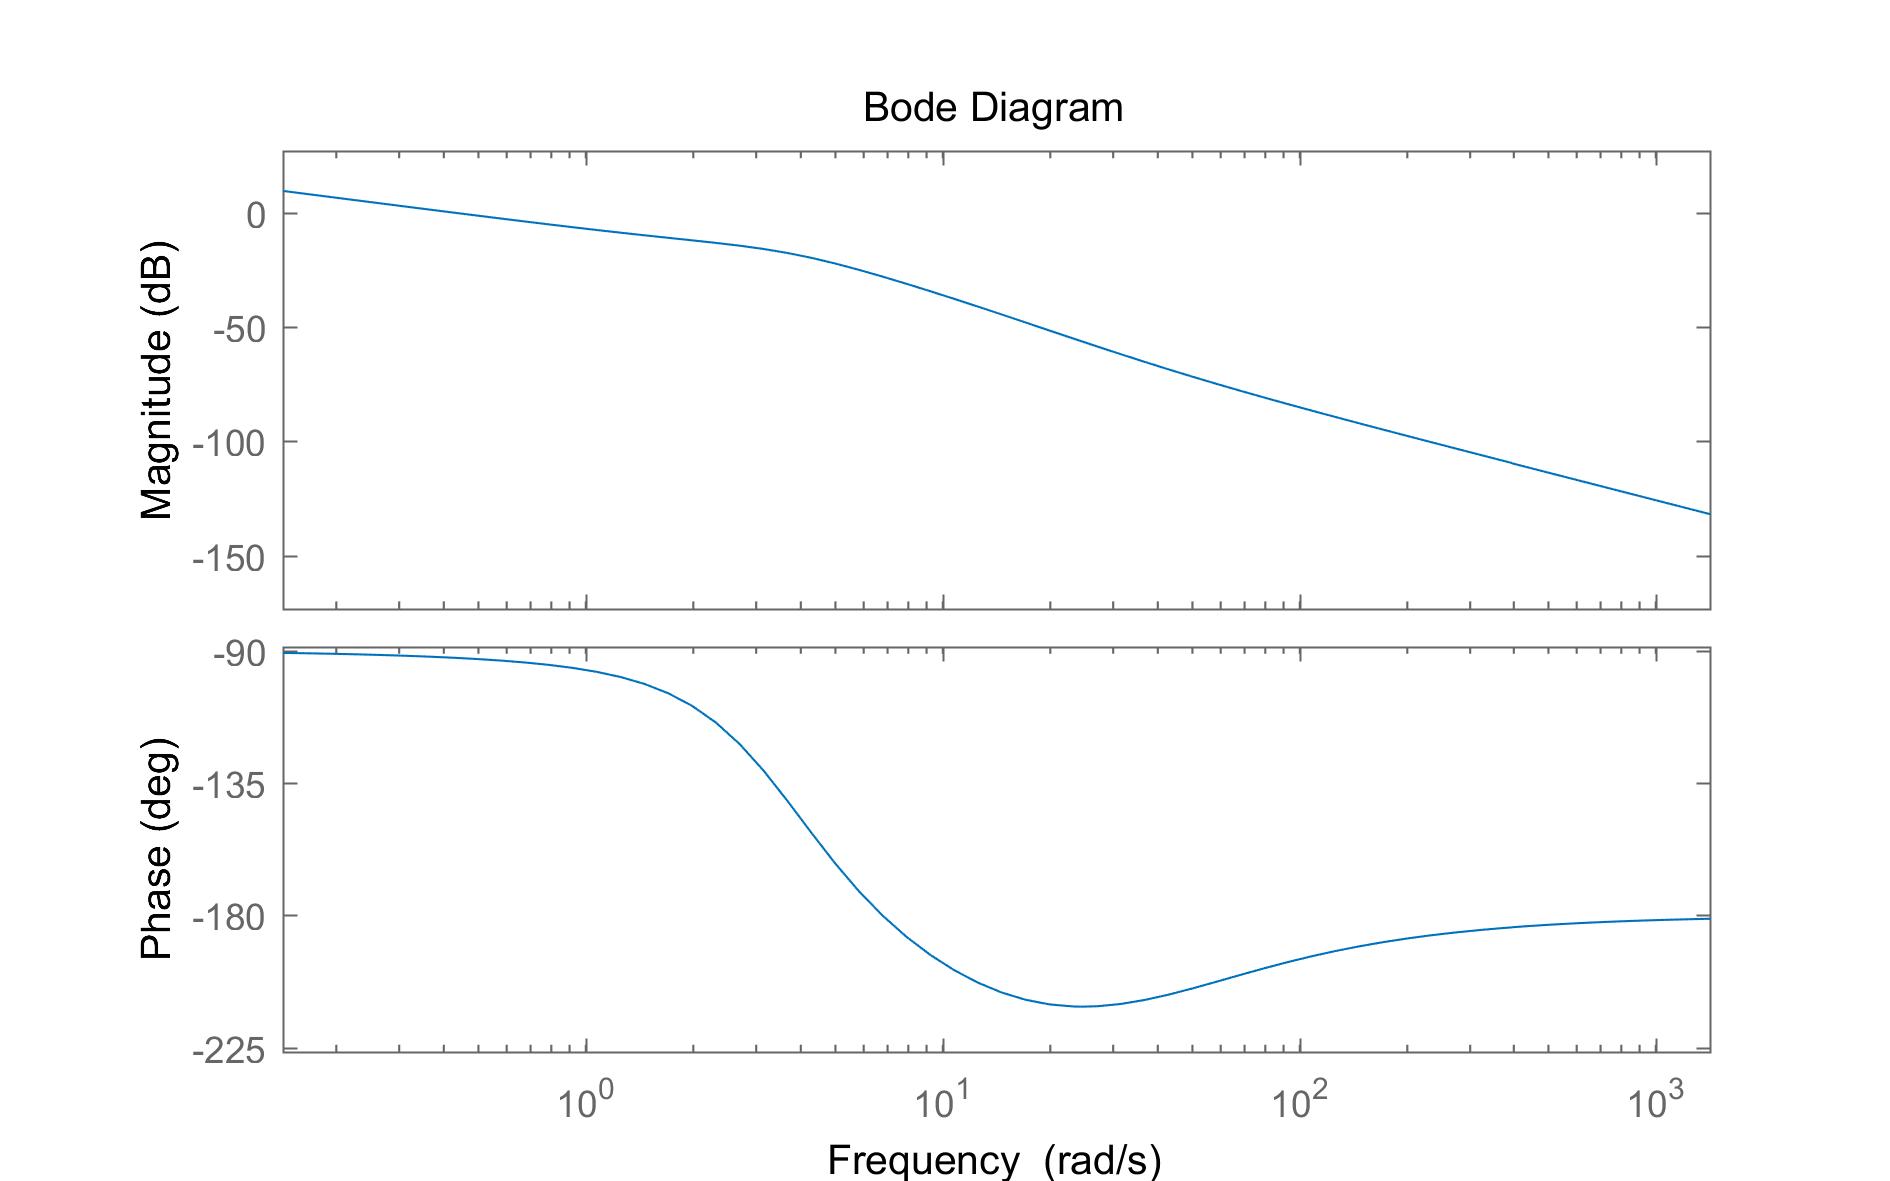 Bode Diagram
Magnitude (dB)
0
-50
-100
-150
Phase (deg)
-90
-135
-180
-225
10^0 10^1 10^2 10^3
Frequency (rad/s)